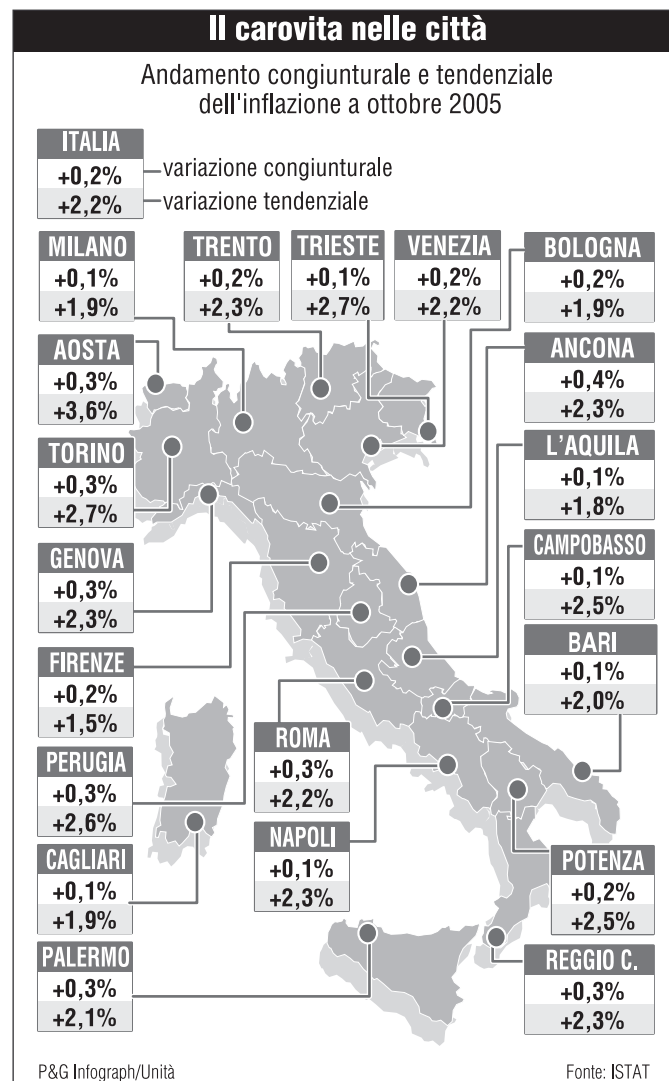 Il carovita nelle città
Andamento congiunturale e tendenziale
dell'inflazione a ottobre 2005
ITALIA
+0,2%
variazione congiunturale
+2,2%
variazione tendenziale
MILANO
+0,1%
+1,9%
TRENTO
+0,2%
+2,3%
TRIESTE
+0,1%
+2,7%
VENEZIA
+0,2%
+2,2%
BOLOGNA
+0,2%
+1,9%
AOSTA
+0,3%
+3,6%
ANCONA
+0,4%
+2,3%
TORINO
+0,3%
+2,7%
L'AQUILA
+0,1%
+1,8%
GENOVA
+0,3%
+2,3%
CAMPOBASSO
+0,1%
+2,5%
FIRENZE
+0,2%
+1,5%
BARI
+0,1%
+2,0%
PERUGIA
+0,3%
+2,6%
ROMA
+0,3%
+2,2%
CAGLIARI
+0,1%
+1,9%
NAPOLI
+0,1%
+2,3%
POTENZA
+0,2%
+2,5%
PALERMO
+0,3%
+2,1%
REGGIO C.
+0,3%
+2,3%
P&G Infograph/Unità
Fonte: ISTAT